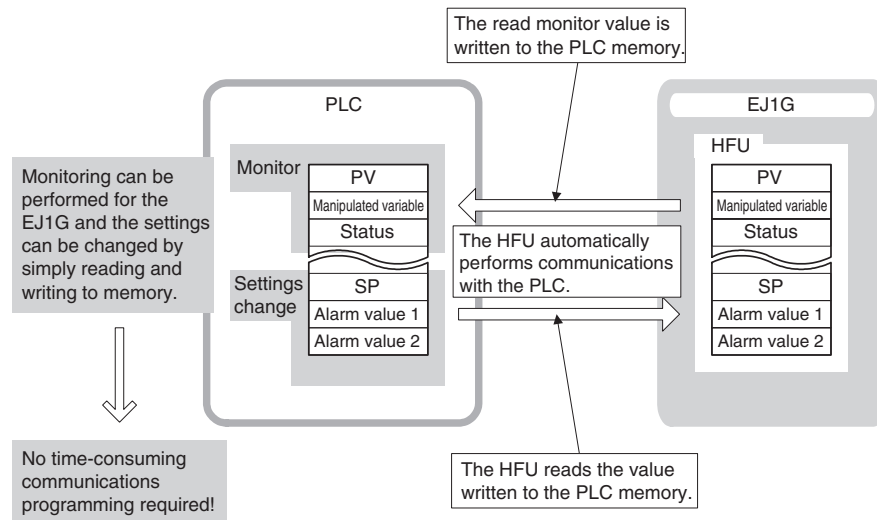 The read monitor value is
written to the PLC memory.
PLC
EJ1G
HFU
Monitoring can be
performed for the
EJ1G and the settings
can be changed by
simply reading and
writing to memory.
Monitor
PV
Manipulated variable
Status
Settings
change
SP
Alarm value 1
Alarm value 2
The HFU automatically
performs communications
with the PLC.
PV
Manipulated variable
Status
SP
Alarm value 1
Alarm value 2
No time-consuming
communications
programming required!
The HFU reads the value
written to the PLC memory.